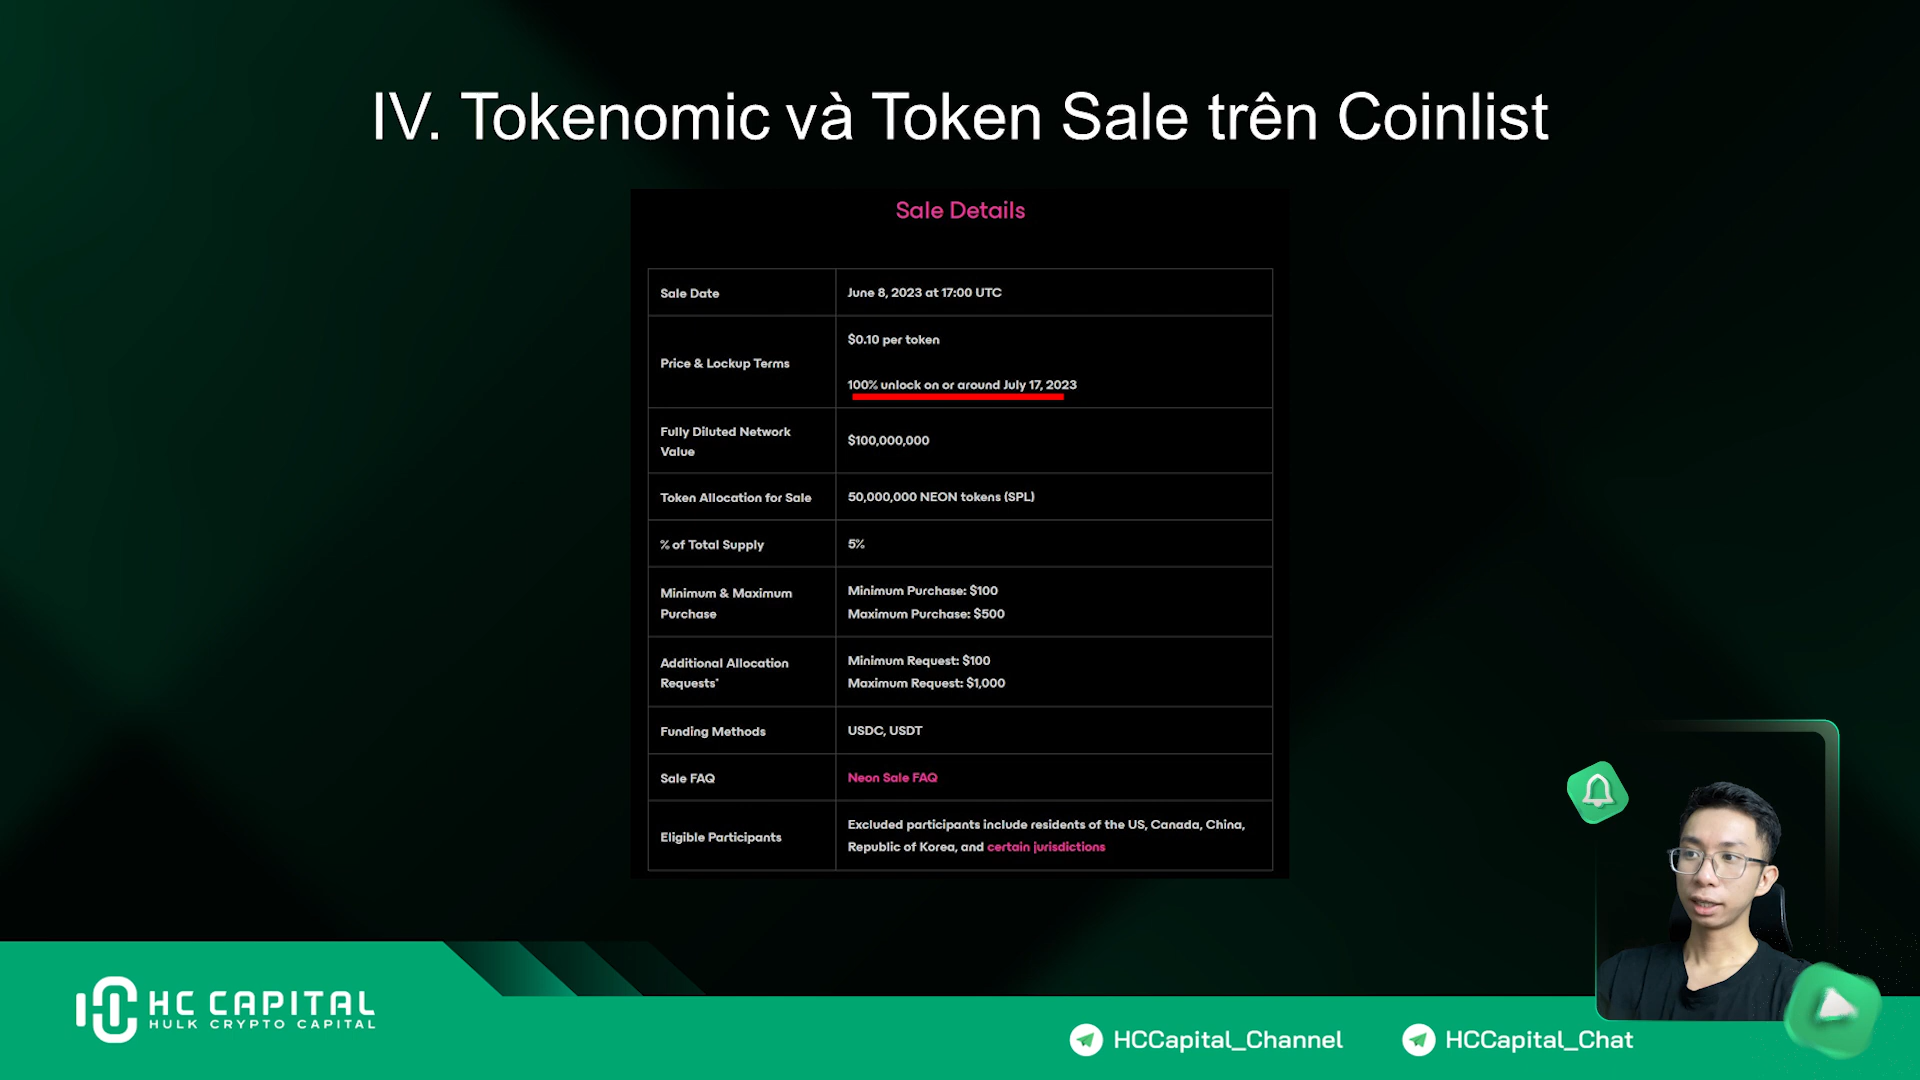 IV. Tokenomic và Token Sale trên Coinlist
Sale Details
Sale Date
June 8, 2023 at 17:00 UTC
Price & Lockup Terms
$0.10 per token
100% unlock on or around July 17, 2023
Fully Diluted Network
Value
$100,000,000
Token Allocation for Sale
50,000,000 NEON tokens (SPL)
% of Total Supply
5%
Minimum & Maximum
Purchase
Minimum Purchase: $100
Maximum Purchase: $500
Additional Allocation
Requests*
Minimum Request: $100
Maximum Request: $1,000
Funding Methods
USDC, USDT
Sale FAQ
Neon Sale FAQ
Eligible Participants
Excluded participants include residents of the US, Canada, China,
Republic of Korea, and certain jurisdictions
HC CAPITAL
HULK CRYPTO CAPITAL
HCCapital_Channel
HCCapital_Chat